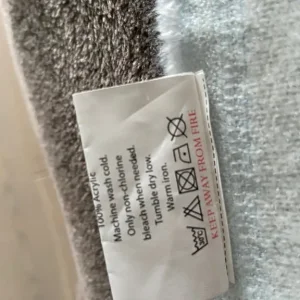 100% Acrylic
Machine wash cold.
Only non-chlorine
bleach when needed.
Tumble dry low.
Warm iron.
KEEP AWAY FROM FIRE